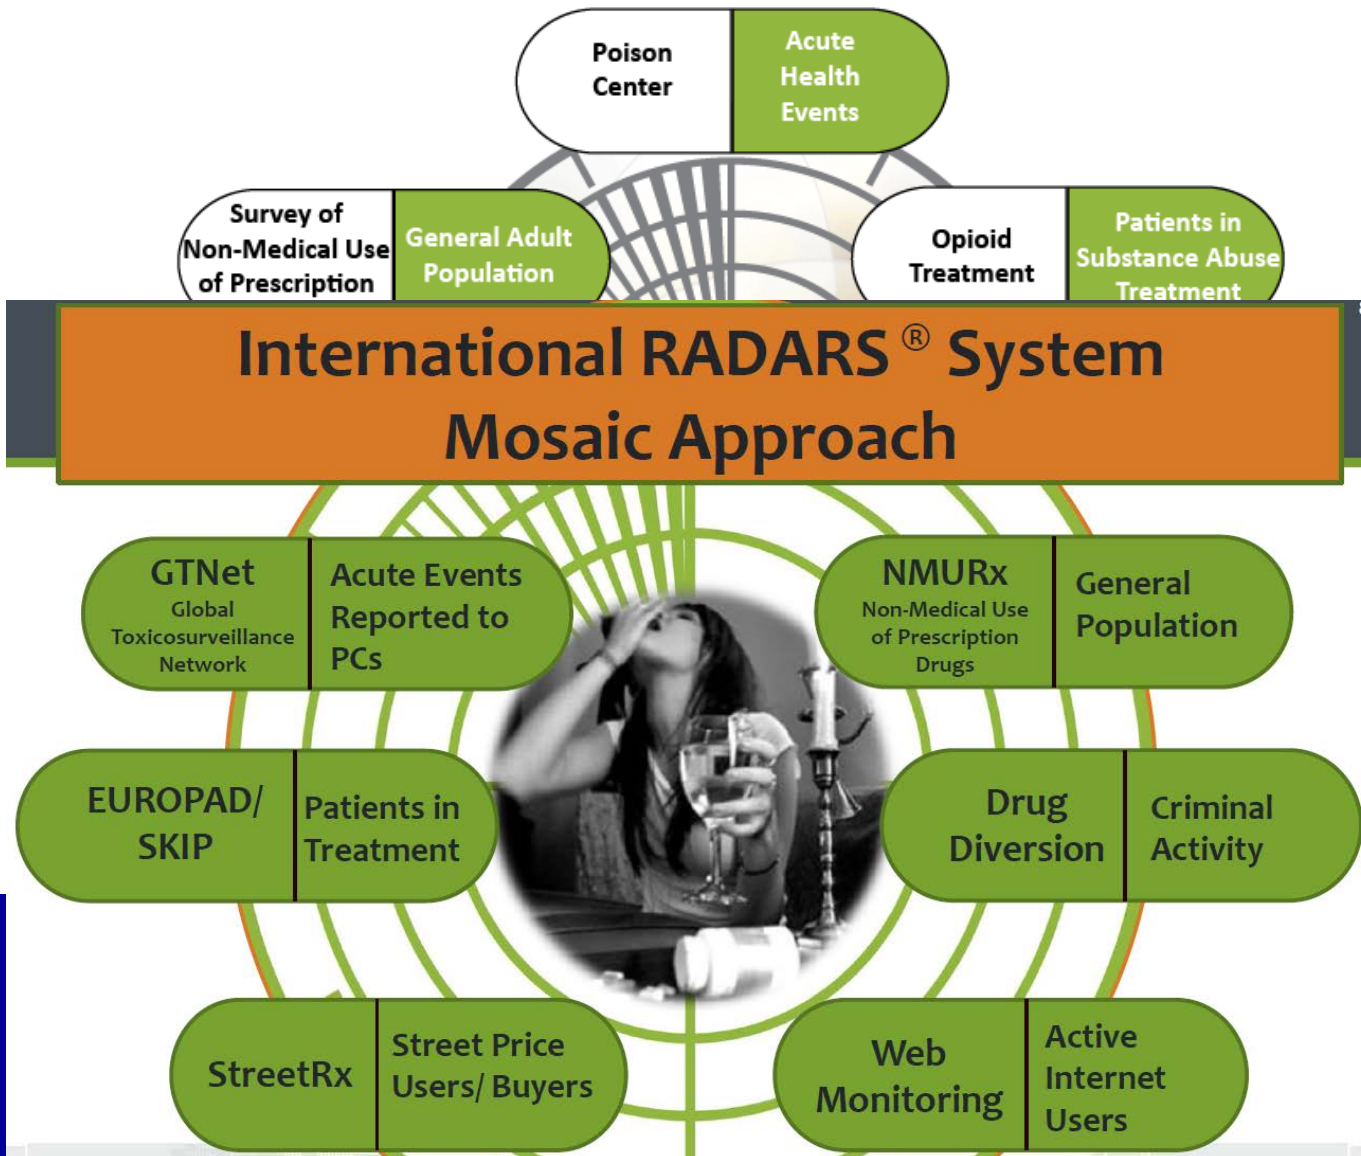 Poison
Center
Acute
Health
Events
Survey of
Non-Medical Use
of Prescription
General Adult
Population
Opioid
Treatment
Patients in
Substance Abuse
Treatment
International RADARS® System
Mosaic Approach
GTNet
Global
Toxicosurveillance
Network
Acute Events
Reported to
PCs
NMURx
Non-Medical Use
of Prescription
Drugs
General
Population
EUROPAD/
SKIP
Patients in
Treatment
Drug
Diversion
Criminal
Activity
StreetRx
Street Price
Users/ Buyers
Web
Monitoring
Active
Internet
Users